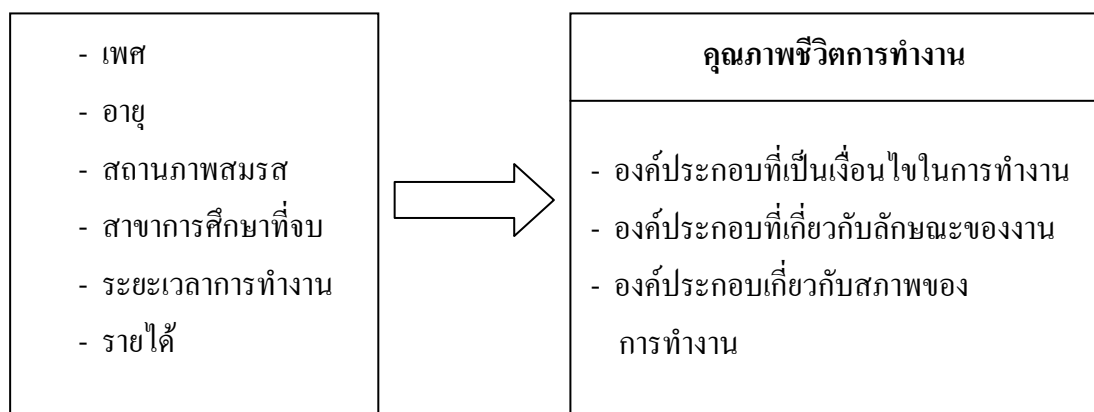 - เพศ
- อายุ
- สถานภาพสมรส
- สาขาการศึกษาที่จบ
- ระยะเวลาการทำงาน
- รายได้
คุณภาพชีวิตการทำงาน
- องค์ประกอบที่เป็นเงื่อนไขในการทำงาน
- องค์ประกอบที่เกี่ยวกับลักษณะของงาน
- องค์ประกอบเกี่ยวกับสภาพของ
การทำงาน